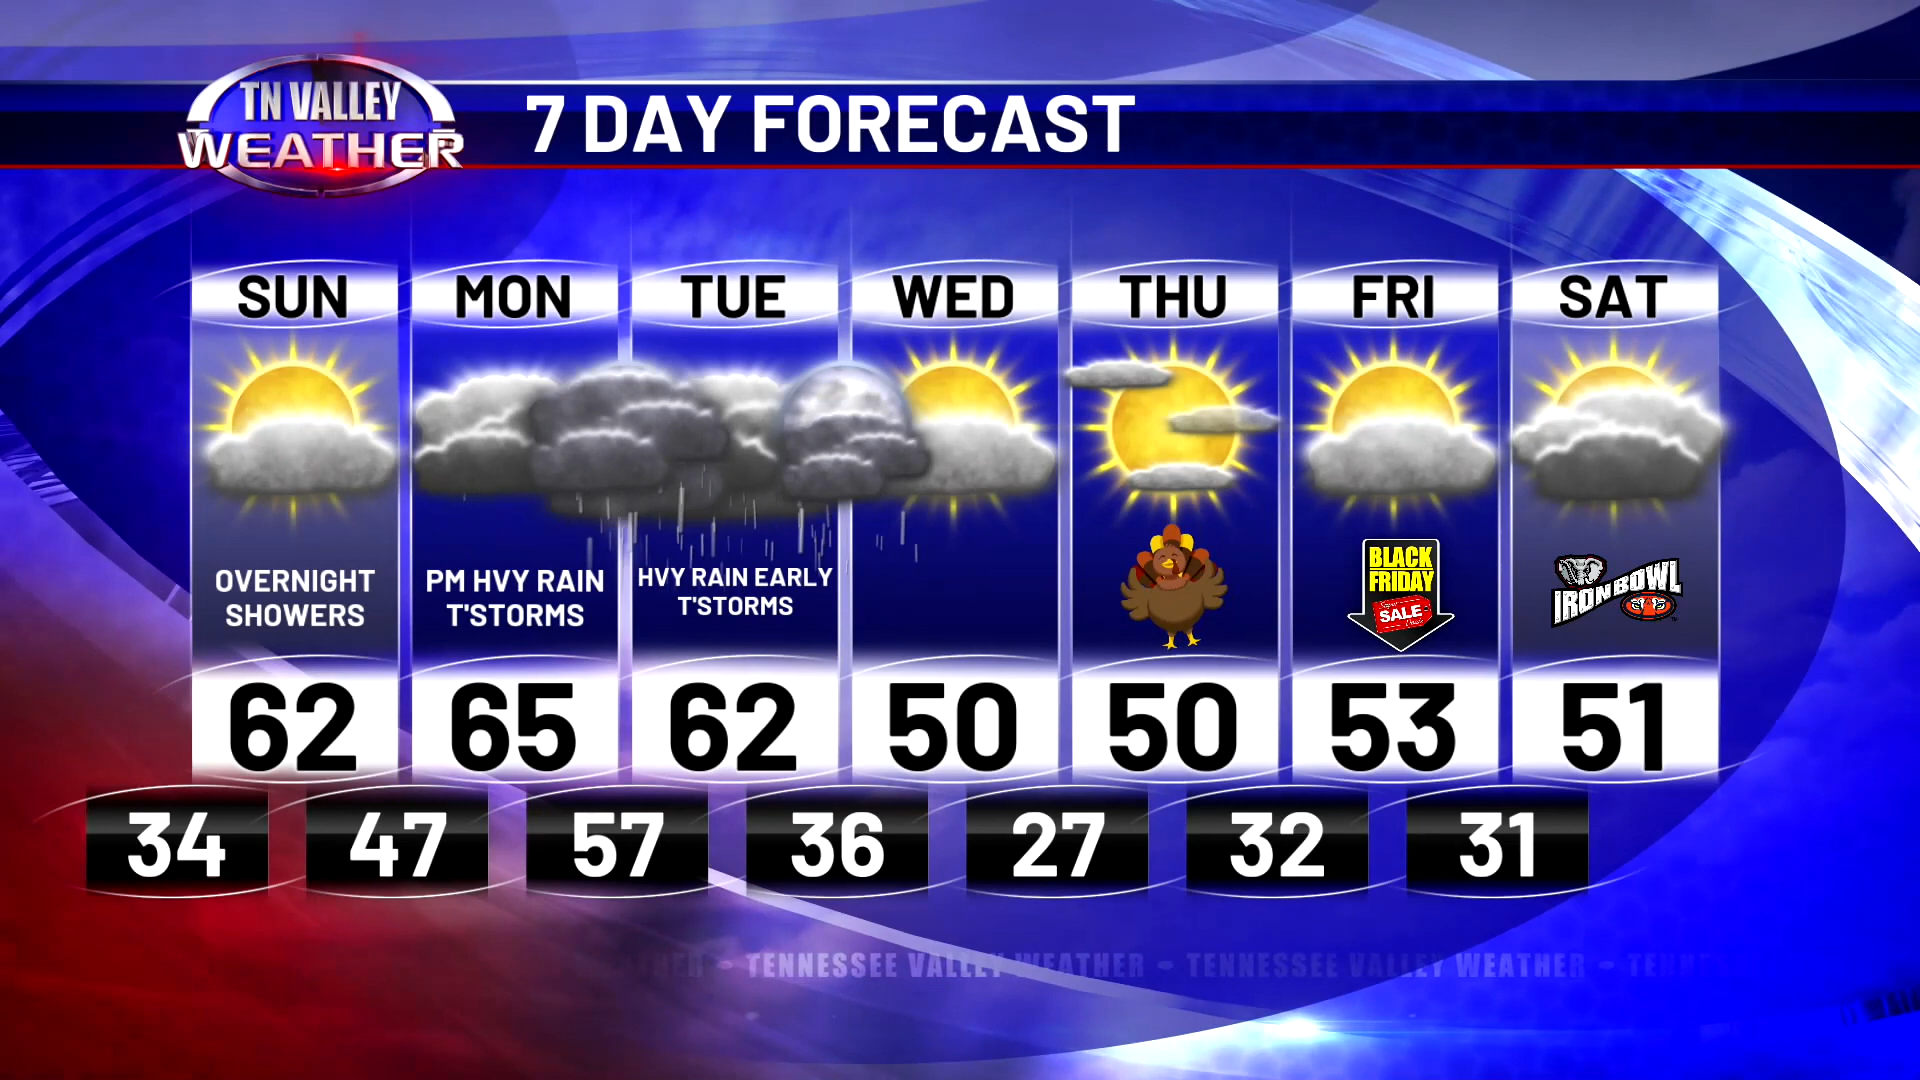 TN VALLEY
WEATHER
7 DAY FORECAST
SUN MON TUE WED THU FRI SAT
OVERNIGHT
SHOWERS
PM HVY RAIN
T'STORMS
HVY RAIN EARLY
T'STORMS
BLACK
FRIDAY
SALE
IRON BOWL
62 65 62 50 50 53 51
34 47 57 36 27 32 31
TENNESSEE VALLEY WEATHER - TENNESSEE VALLEY WEATHER -